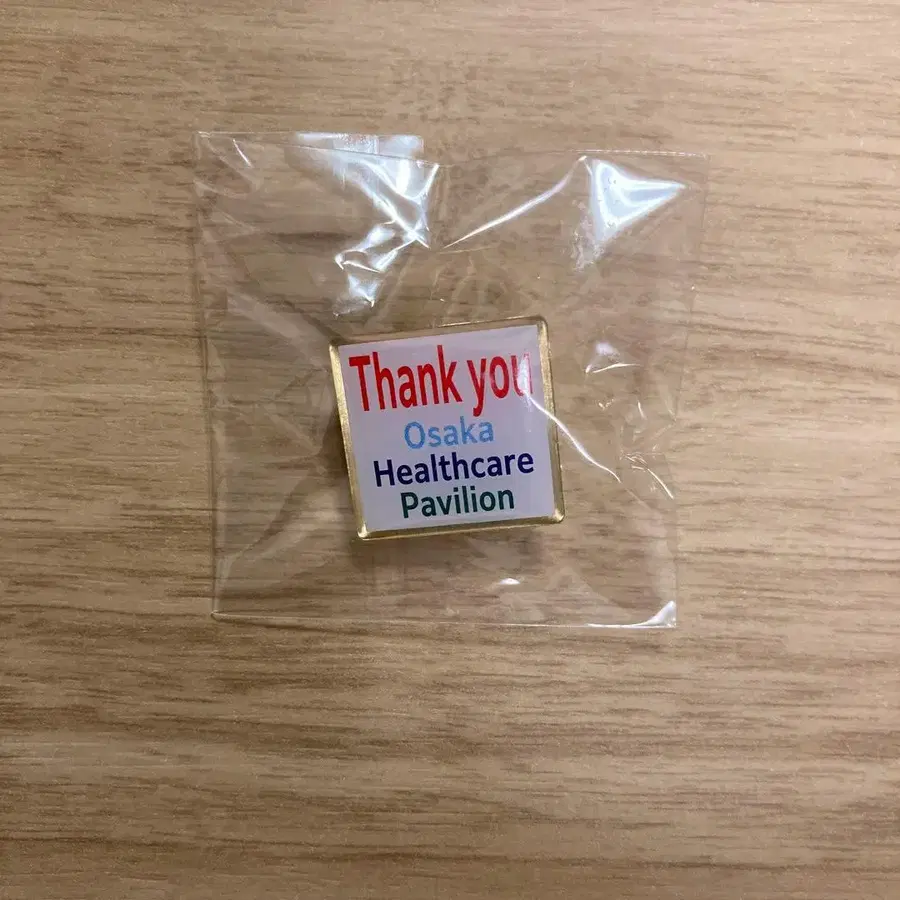 Thank you
Osaka
Healthcare
Pavilion